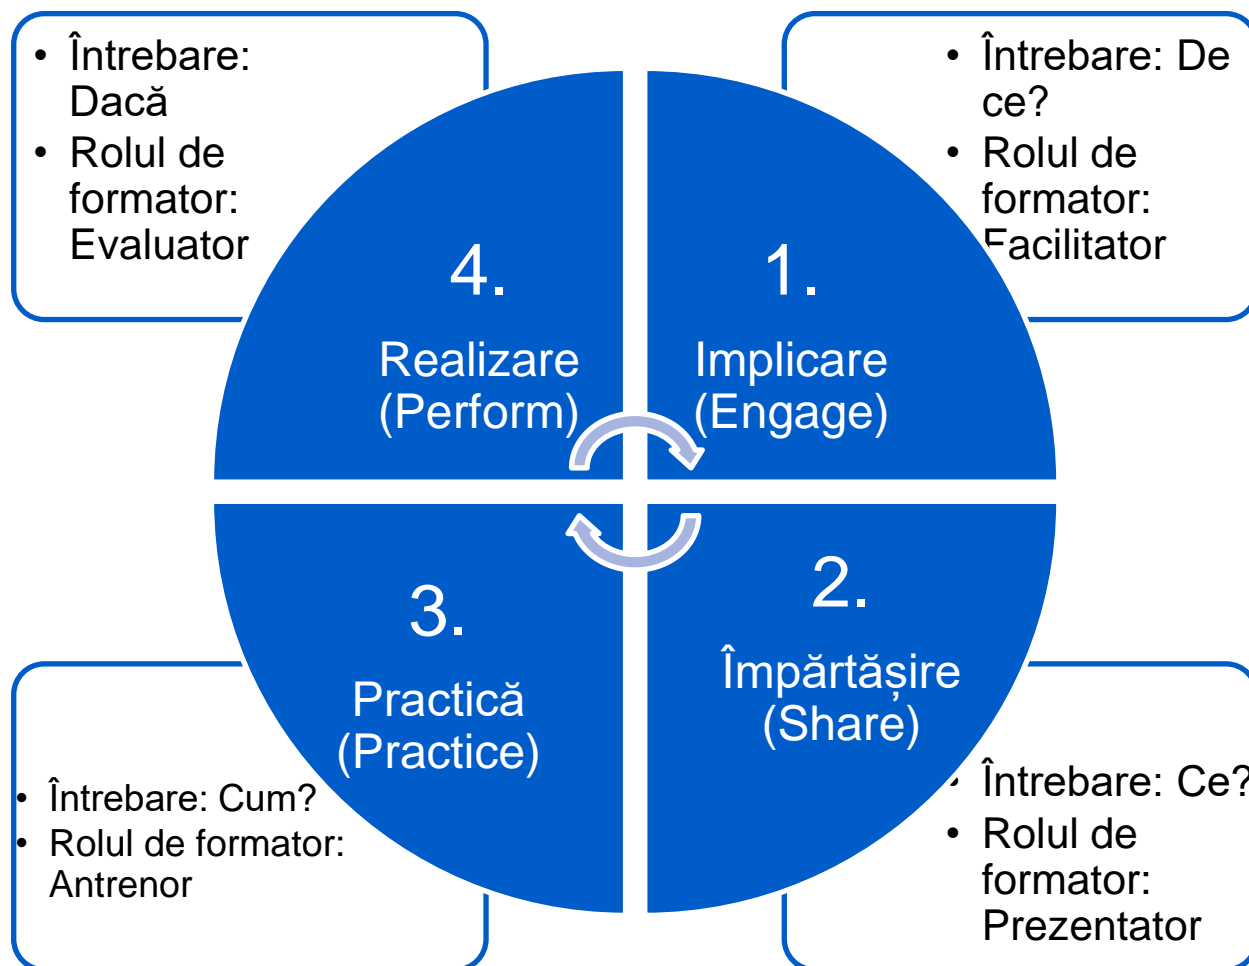 • Întrebare:
Dacă
• Rolul de
formator:
Evaluator
• Întrebare: De
ce?
• Rolul de
formator:
Facilitator
4.
Realizare
(Perform)
1.
Implicare
(Engage)
3.
Practică
(Practice)
2.
Împărtășire
(Share)
• Întrebare: Cum?
• Rolul de formator:
Antrenor
• Întrebare: Ce?
• Rolul de
formator:
Prezentator